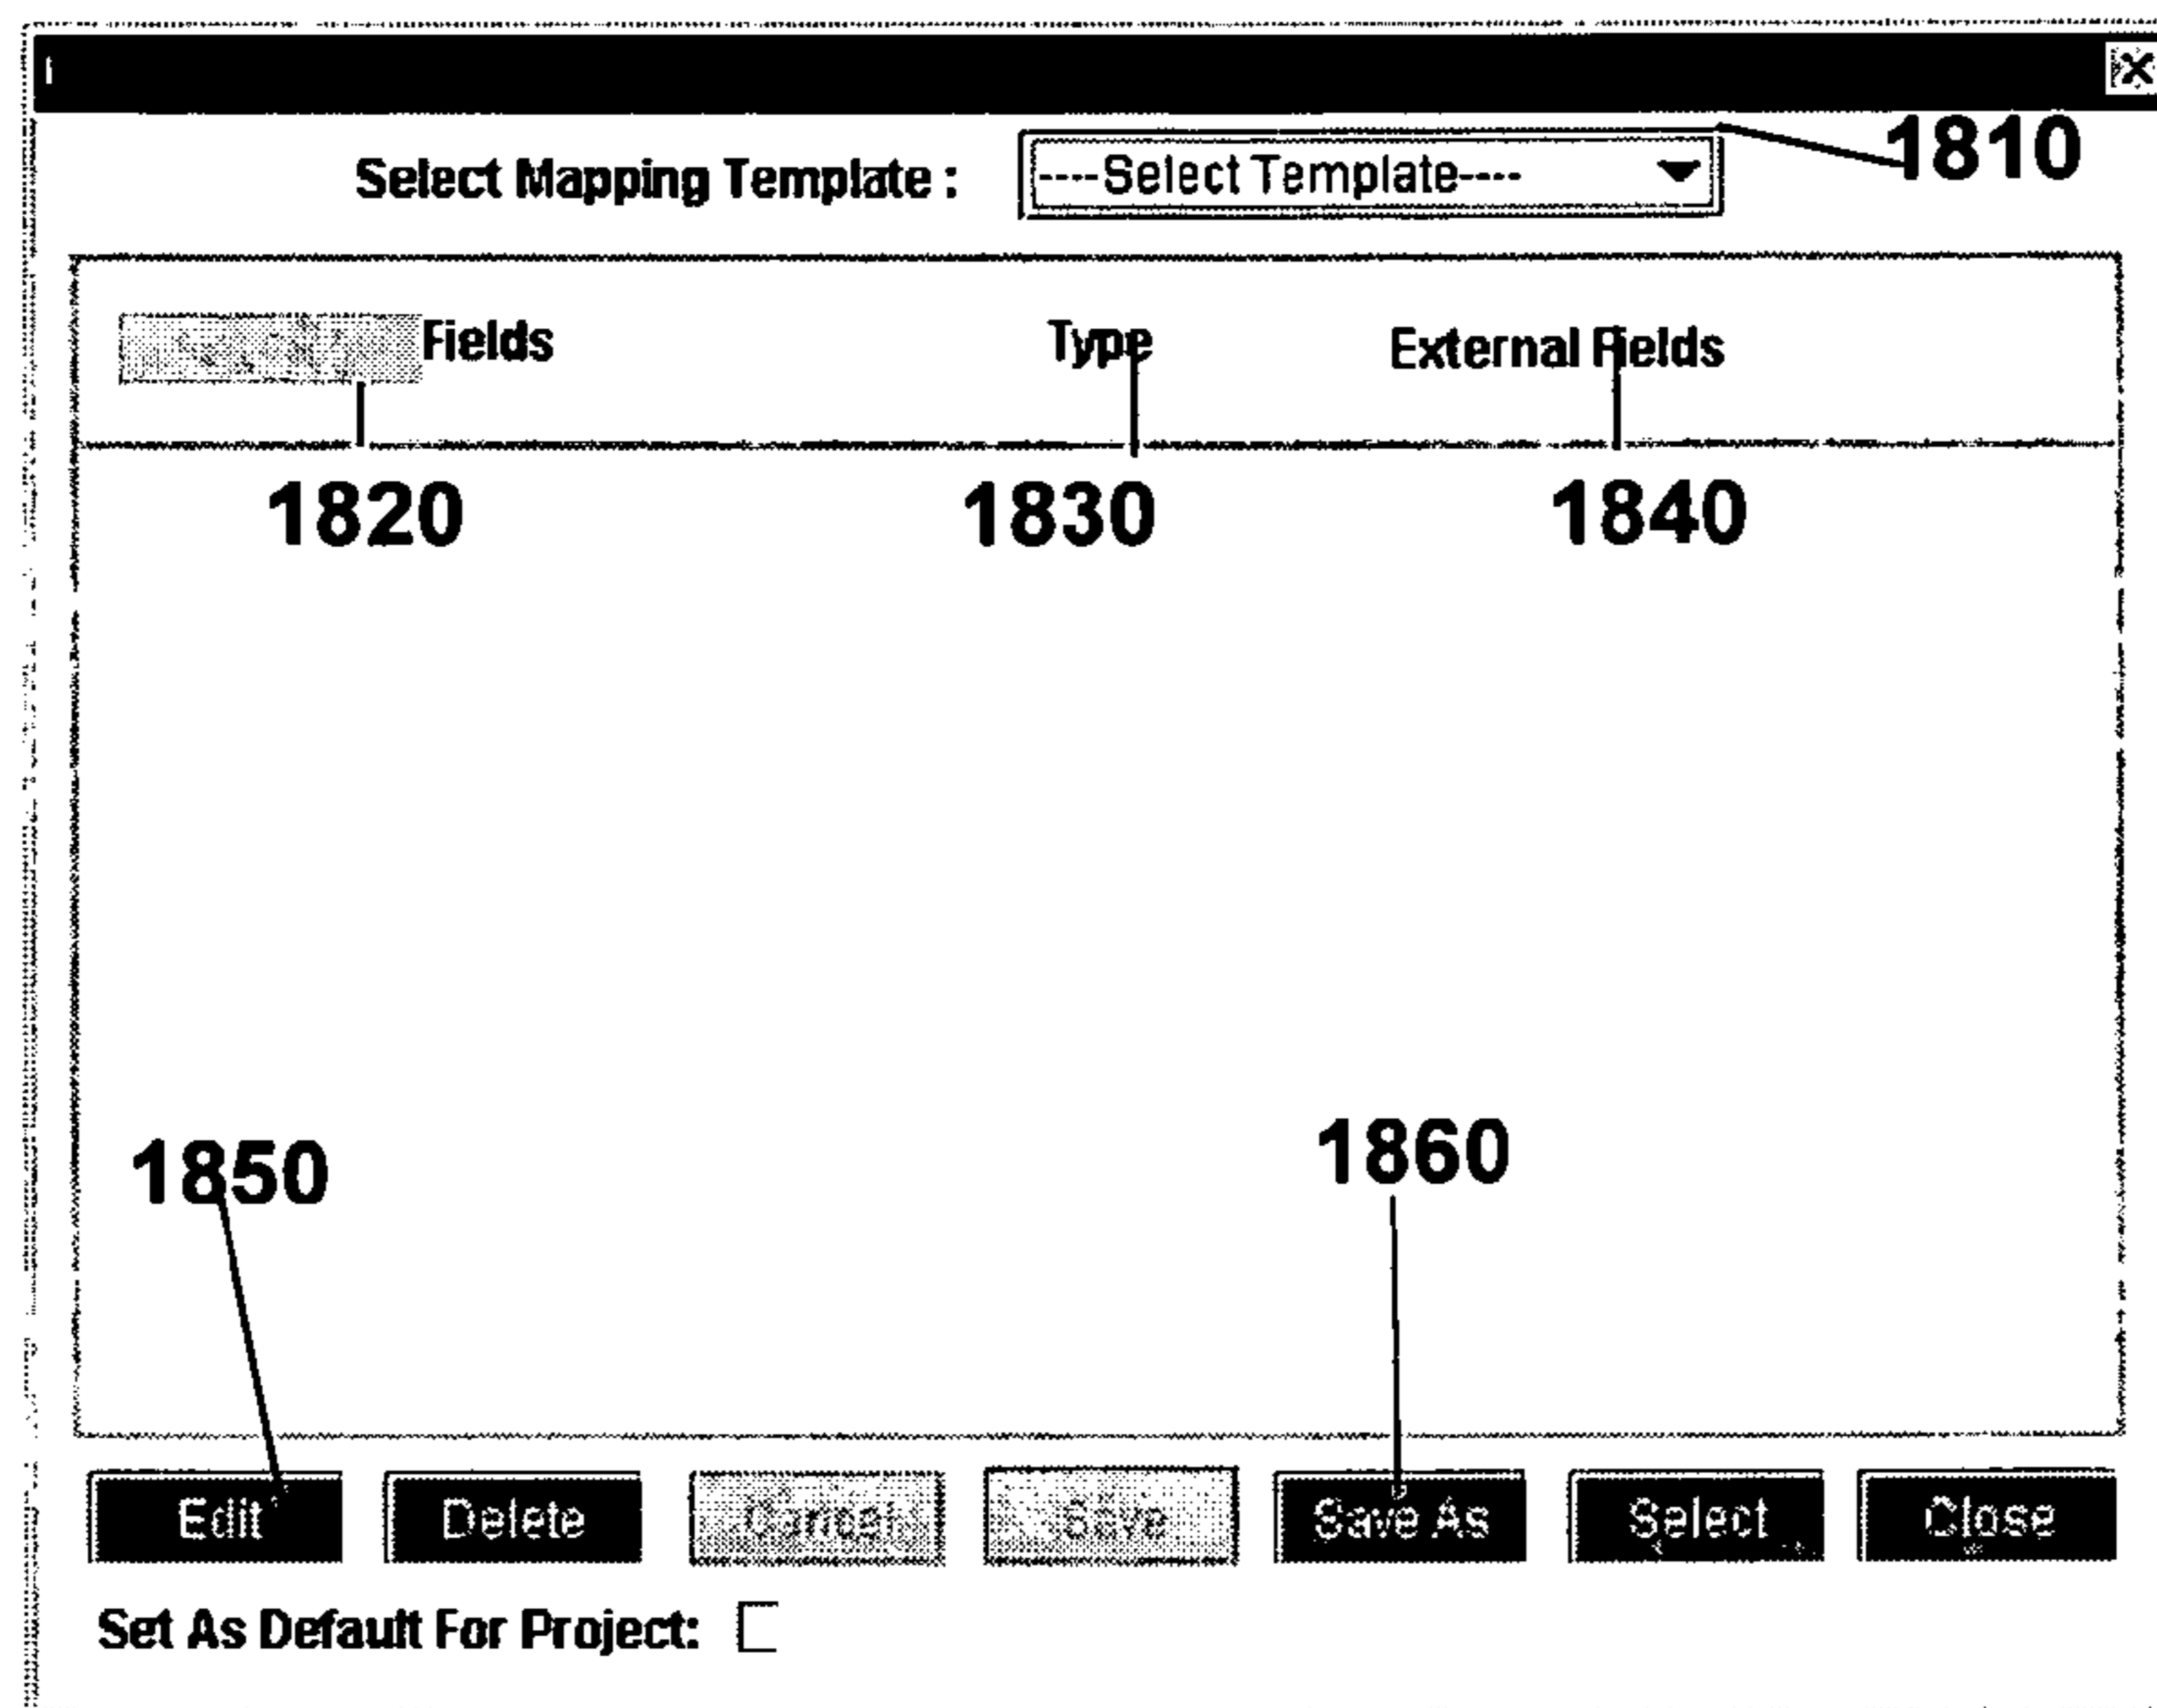 Select Mapping Template : ----Select Template---- 1810
Fields Type External Fields
1820 1830 1840
1850 1860
Edit Delete Cancel Save Save As Select Close
Set As Default For Project: